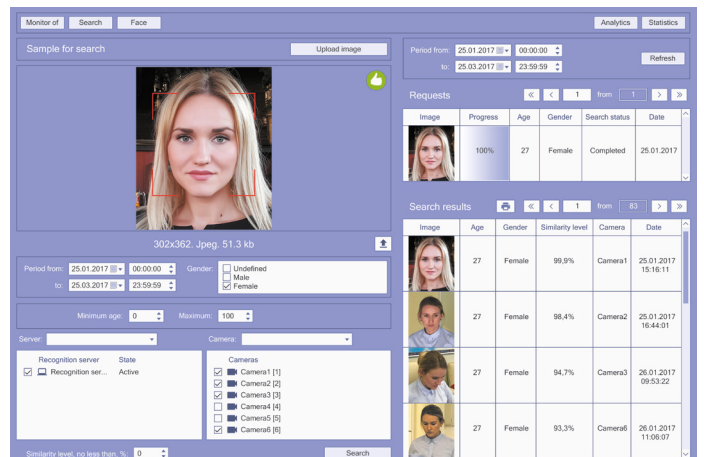 Monitor of Search Face Analytics Statistics
Sample for search Upload image
302x362. Jpeg. 51.3 kb
Period from: 25.01.2017 00:00:00 Gender: Undefined
Male
to: 25.03.2017 23:59:59 Female
Minimum age: 0 Maximum: 100
Server: Camera:
Recognition server State
Recognition ser... Active
Cameras
Camera1 [1]
Camera2 [2]
Camera3 [3]
Camera4 [4]
Camera5 [5]
Camera6 [6]
Similarity level, no less than, %: 0 Search
Period from: 25.01.2017 00:00:00
to: 25.03.2017 23:59:59 Refresh
Requests « < 1 from 1 > »
Image Progress Age Gender Search status Date
100% 27 Female Completed 25.01.2017
Search results « < 1 from 83 > »
Image Age Gender Similarity level Camera Date
27 Female 99,9% Camera1 25.01.2017
15:16:11
27 Female 98,4% Camera2 25.01.2017
16:44:01
27 Female 94,7% Camera3 26.01.2017
09:53:22
27 Female 93,3% Camera6 26.01.2017
11:06:07